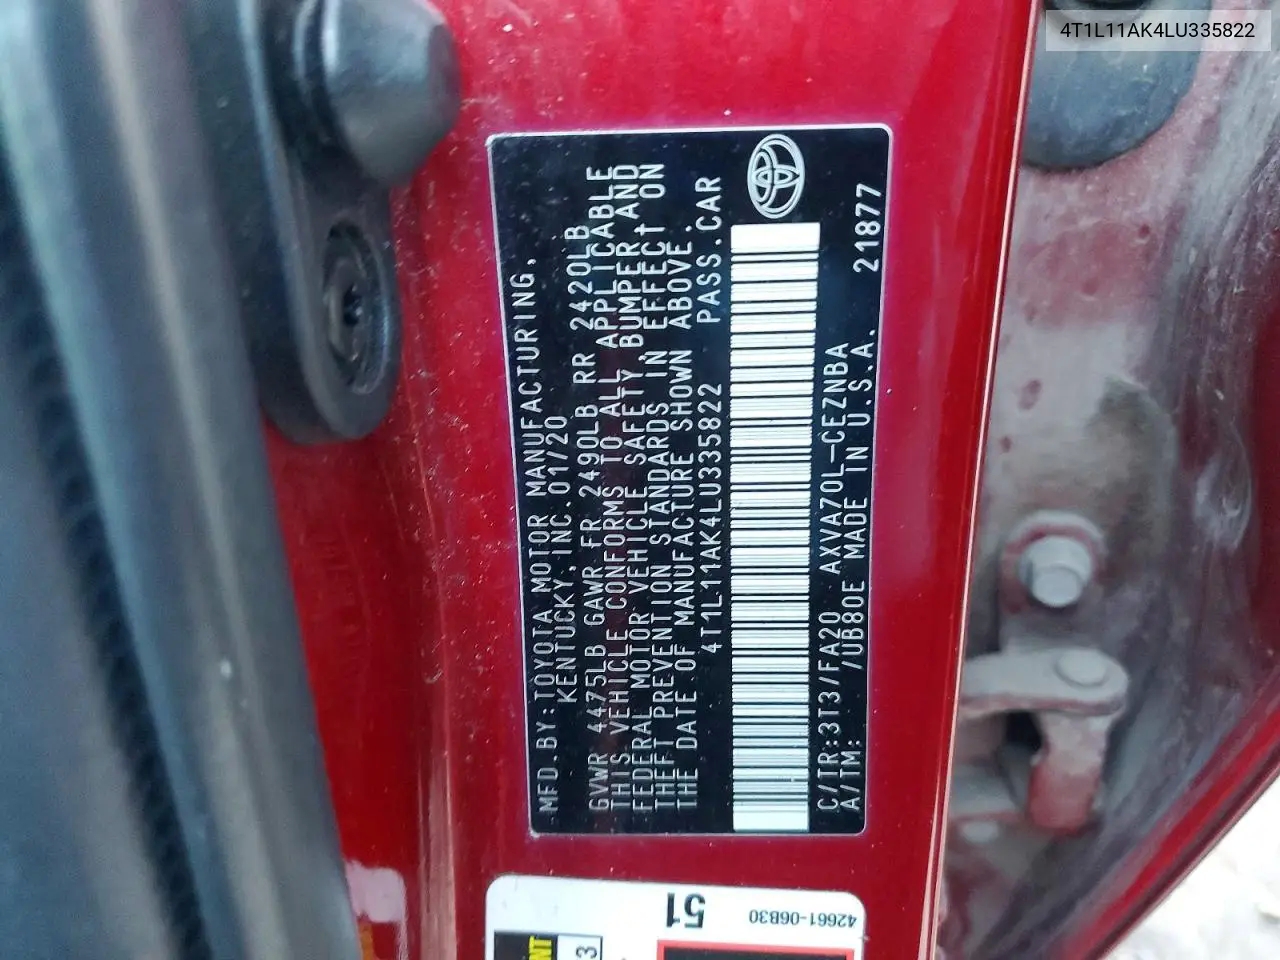 4T1L11AK4LU335822
MFD.BY:TOYOTA MOTOR MANUFACTURING,
KENTUCKY,INC.01/20
GVWR 4475LB GAWR FR 2490LB RR 2420LB
THIS VEHICLE CONFORMS TO ALL APPLICABLE
FEDERAL MOTOR VEHICLE SAFETY, BUMPER, AND
THEFT PREVENTION STANDARDS IN EFFECT ON
THE DATE OF MANUFACTURE SHOWN ABOVE.
4T1L11AK4LU335822 PASS.CAR
C/TR:3T3/FA20 AXVA70L-CEZNBA 21877
A/TM: /UB80E MADE IN U.S.A.
51
42661-06B30
3